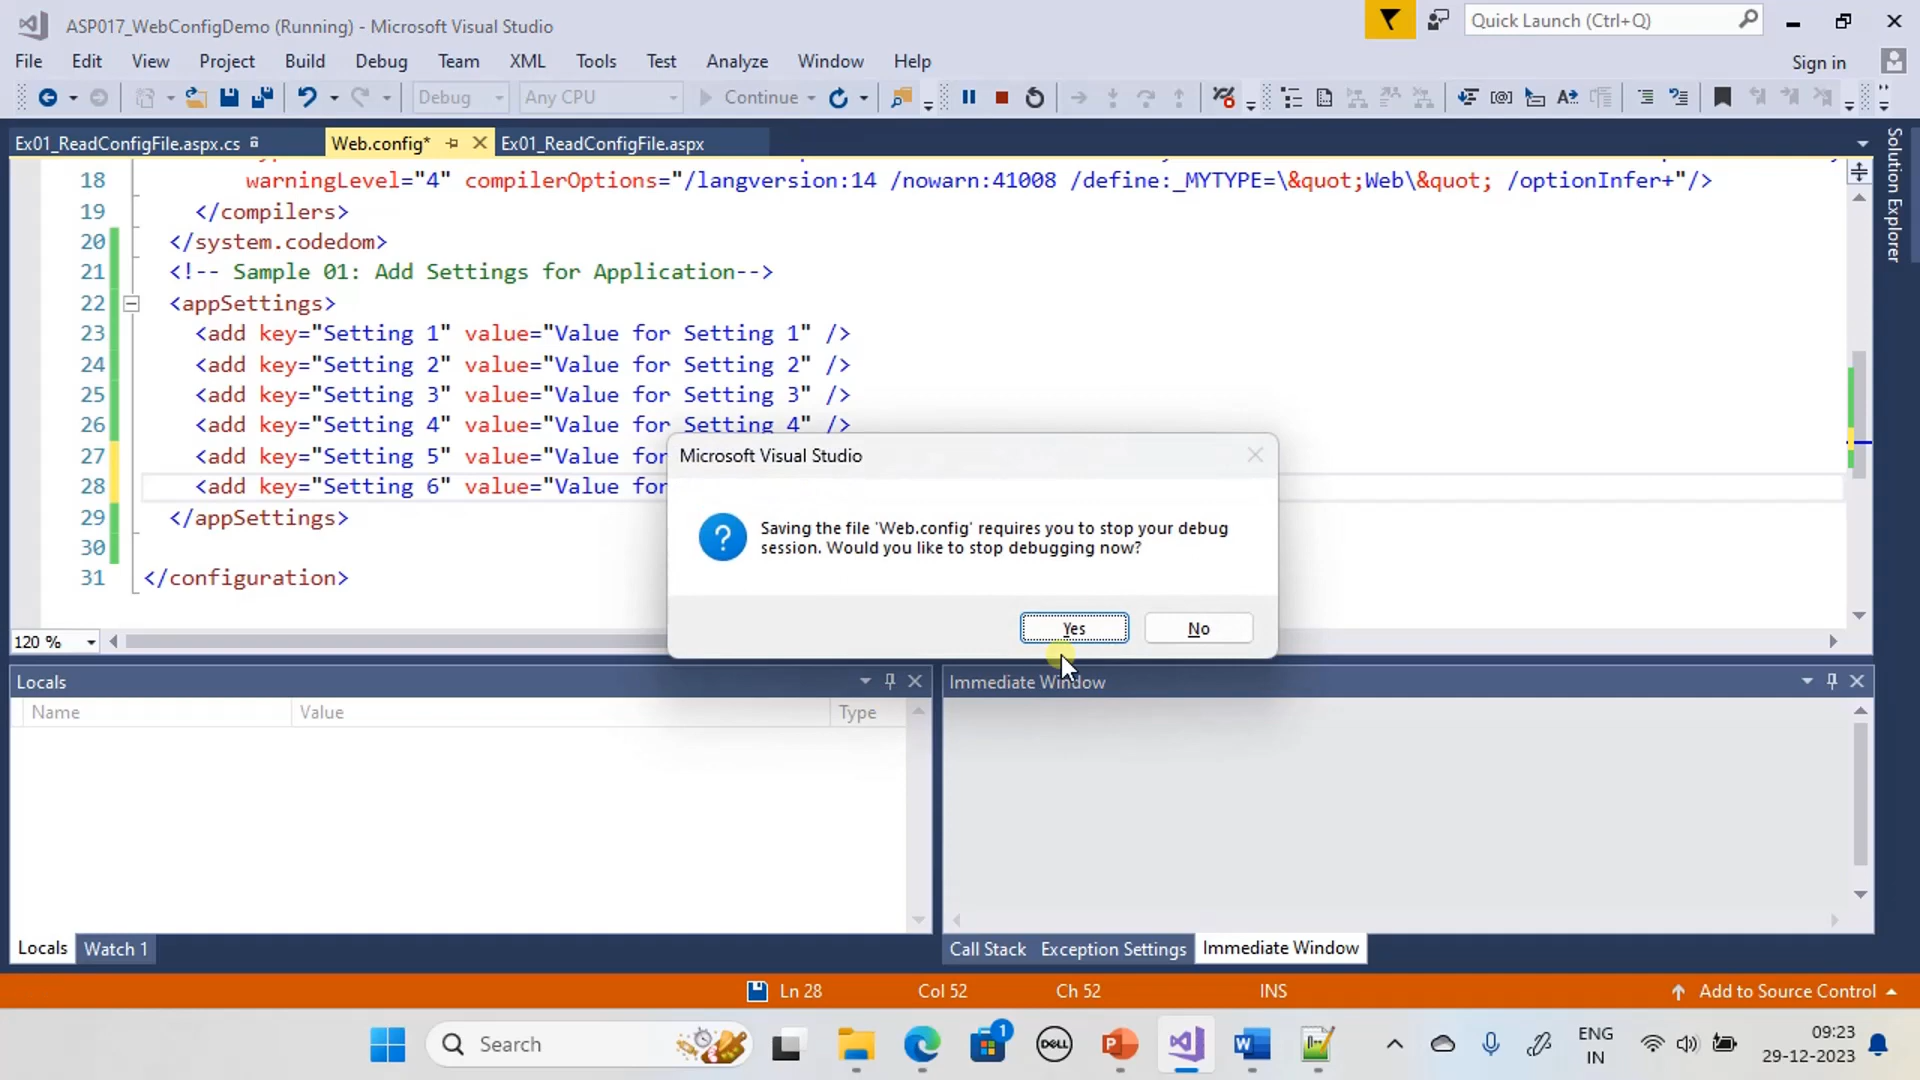 ASP017_WebConfigDemo (Running) - Microsoft Visual Studio
Quick Launch (Ctrl+Q)
File Edit View Project Build Debug Team XML Tools Test Analyze Window Help
Sign in
Debug Any CPU Continue
Ex01_ReadConfigFile.aspx.cs Web.config* Ex01_ReadConfigFile.aspx
Solution Explorer
18 warningLevel="4" compilerOptions="/langversion:14 /nowarn:41008 /define:_MYTYPE=\&quot;Web\&quot; /optionInfer+"/>
19 </compilers>
20 </system.codedom>
21 <!-- Sample 01: Add Settings for Application-->
22 <appSettings>
23 <add key="Setting 1" value="Value for Setting 1" />
24 <add key="Setting 2" value="Value for Setting 2" />
25 <add key="Setting 3" value="Value for Setting 3" />
26 <add key="Setting 4" value="Value for Setting 4" />
27 <add key="Setting 5" value="Value for
28 <add key="Setting 6" value="Value for
29 </appSettings>
30
31 </configuration>
Microsoft Visual Studio
Saving the file 'Web.config' requires you to stop your debug
session. Would you like to stop debugging now?
Yes No
120 %
Locals
Name Value Type
Immediate Window
Locals Watch 1
Call Stack Exception Settings Immediate Window
Ln 28 Col 52 Ch 52 INS Add to Source Control
Search
1
DELL
ENG
IN
09:23
29-12-2023